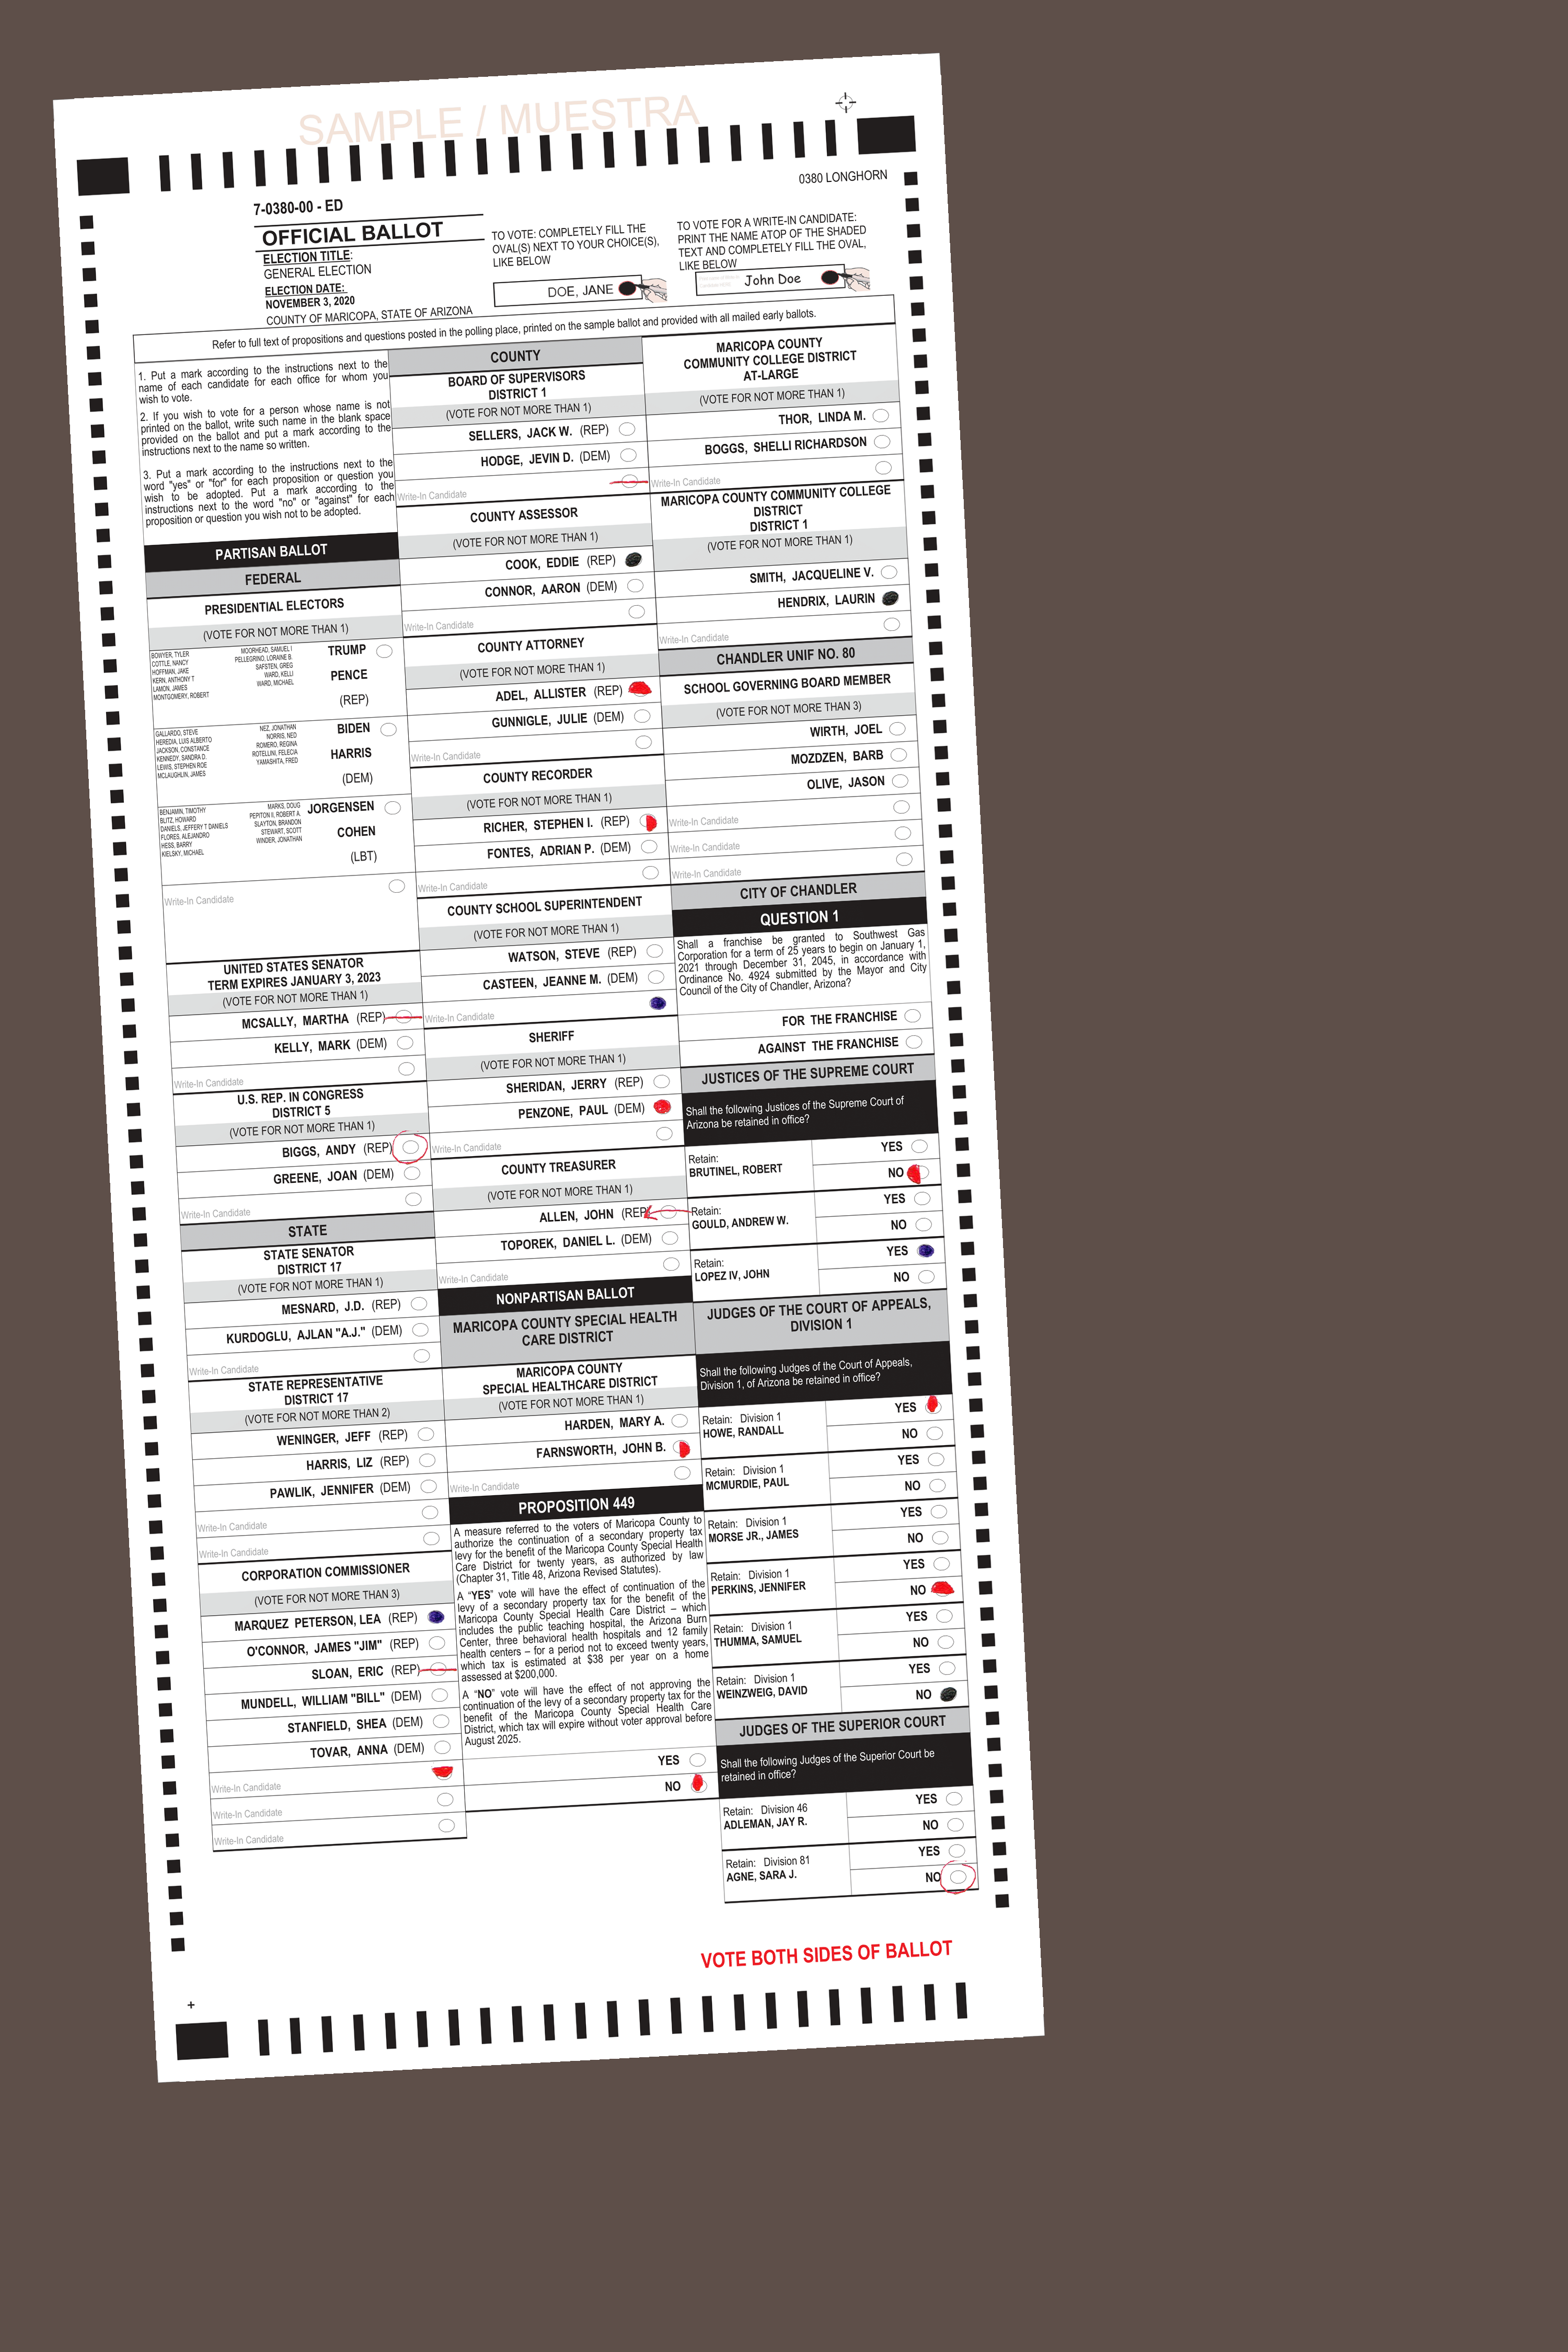 SAMPLE / MUESTRA
0380 LONGHORN
7-0380-00 - ED
OFFICIAL BALLOT
ELECTION TITLE:
GENERAL ELECTION
ELECTION DATE:
NOVEMBER 3, 2020
COUNTY OF MARICOPA, STATE OF ARIZONA
TO VOTE: COMPLETELY FILL THE
OVAL(S) NEXT TO YOUR CHOICE(S),
LIKE BELOW
DOE, JANE
TO VOTE FOR A WRITE-IN CANDIDATE:
PRINT THE NAME ATOP OF THE SHADED
TEXT AND COMPLETELY FILL THE OVAL,
LIKE BELOW
John Doe
Refer to full text of propositions and questions posted in the polling place, printed on the sample ballot and provided with all mailed early ballots.
1. Put a mark according to the instructions next to the
name of each candidate for each office for whom you
wish to vote.
2. If you wish to vote for a person whose name is not
printed on the ballot, write such name in the blank space
provided on the ballot and put a mark according to the
instructions next to the name so written.
3. Put a mark according to the instructions next to the
word "yes" or "for" for each proposition or question you
wish to be adopted. Put a mark according to the
instructions next to the word "no" or "against" for each
proposition or question you wish not to be adopted.
PARTISAN BALLOT
FEDERAL
PRESIDENTIAL ELECTORS
(VOTE FOR NOT MORE THAN 1)
BOWYER, TYLER
COTTLE, NANCY
HOFFMAN, JAKE
KERN, ANTHONY T
LAMON, JAMES
MONTGOMERY, ROBERT
MOORHEAD, SAMUEL I
PELLEGRINO, LORAINE B.
SAFSTEN, GREG
WARD, KELLI
WARD, MICHAEL
TRUMP
PENCE
(REP)
GALLARDO, STEVE
HEREDIA, LUIS ALBERTO
JACKSON, CONSTANCE
KENNEDY, SANDRA D.
LEWIS, STEPHEN ROE
MCLAUGHLIN, JAMES
NEZ, JONATHAN
NORRIS, NED
ROMERO, REGINA
ROTELLINI, FELECIA
YAMASHITA, FRED
BIDEN
HARRIS
(DEM)
BENJAMIN, TIMOTHY
BLITZ, HOWARD
DANIELS, JEFFERY T DANIELS
FLORES, ALEJANDRO
HESS, BARRY
KIELSKY, MICHAEL
MARKS, DOUG
PEPITON II, ROBERT A.
SLAYTON, BRANDON
STEWART, SCOTT
WINDER, JONATHAN
JORGENSEN
COHEN
(LBT)
Write-In Candidate
UNITED STATES SENATOR
TERM EXPIRES JANUARY 3, 2023
(VOTE FOR NOT MORE THAN 1)
MCSALLY, MARTHA (REP)
KELLY, MARK (DEM)
Write-In Candidate
U.S. REP. IN CONGRESS
DISTRICT 5
(VOTE FOR NOT MORE THAN 1)
BIGGS, ANDY (REP)
GREENE, JOAN (DEM)
Write-In Candidate
STATE
STATE SENATOR
DISTRICT 17
(VOTE FOR NOT MORE THAN 1)
MESNARD, J.D. (REP)
KURDOGLU, AJLAN "A.J." (DEM)
Write-In Candidate
STATE REPRESENTATIVE
DISTRICT 17
(VOTE FOR NOT MORE THAN 2)
WENINGER, JEFF (REP)
HARRIS, LIZ (REP)
PAWLIK, JENNIFER (DEM)
Write-In Candidate
Write-In Candidate
CORPORATION COMMISSIONER
(VOTE FOR NOT MORE THAN 3)
MARQUEZ PETERSON, LEA (REP)
O'CONNOR, JAMES "JIM" (REP)
SLOAN, ERIC (REP)
MUNDELL, WILLIAM "BILL" (DEM)
STANFIELD, SHEA (DEM)
TOVAR, ANNA (DEM)
Write-In Candidate
Write-In Candidate
Write-In Candidate
COUNTY
BOARD OF SUPERVISORS
DISTRICT 1
(VOTE FOR NOT MORE THAN 1)
SELLERS, JACK W. (REP)
HODGE, JEVIN D. (DEM)
Write-In Candidate
COUNTY ASSESSOR
(VOTE FOR NOT MORE THAN 1)
COOK, EDDIE (REP)
CONNOR, AARON (DEM)
Write-In Candidate
COUNTY ATTORNEY
(VOTE FOR NOT MORE THAN 1)
ADEL, ALLISTER (REP)
GUNNIGLE, JULIE (DEM)
Write-In Candidate
COUNTY RECORDER
(VOTE FOR NOT MORE THAN 1)
RICHER, STEPHEN I. (REP)
FONTES, ADRIAN P. (DEM)
Write-In Candidate
COUNTY SCHOOL SUPERINTENDENT
(VOTE FOR NOT MORE THAN 1)
WATSON, STEVE (REP)
CASTEEN, JEANNE M. (DEM)
Write-In Candidate
SHERIFF
(VOTE FOR NOT MORE THAN 1)
SHERIDAN, JERRY (REP)
PENZONE, PAUL (DEM)
Write-In Candidate
COUNTY TREASURER
(VOTE FOR NOT MORE THAN 1)
ALLEN, JOHN (REP)
TOPOREK, DANIEL L. (DEM)
Write-In Candidate
NONPARTISAN BALLOT
MARICOPA COUNTY SPECIAL HEALTH
CARE DISTRICT
MARICOPA COUNTY
SPECIAL HEALTHCARE DISTRICT
(VOTE FOR NOT MORE THAN 1)
HARDEN, MARY A.
FARNSWORTH, JOHN B.
Write-In Candidate
PROPOSITION 449
A measure referred to the voters of Maricopa County to
authorize the continuation of a secondary property tax
levy for the benefit of the Maricopa County Special Health
Care District for twenty years, as authorized by law
(Chapter 31, Title 48, Arizona Revised Statutes).
A “YES” vote will have the effect of continuation of the
levy of a secondary property tax for the benefit of the
Maricopa County Special Health Care District – which
includes the public teaching hospital, the Arizona Burn
Center, three behavioral health hospitals and 12 family
health centers – for a period not to exceed twenty years,
which tax is estimated at $38 per year on a home
assessed at $200,000.
A “NO” vote will have the effect of not approving the
continuation of the levy of a secondary property tax for the
benefit of the Maricopa County Special Health Care
District, which tax will expire without voter approval before
August 2025.
YES
NO
MARICOPA COUNTY
COMMUNITY COLLEGE DISTRICT
AT-LARGE
(VOTE FOR NOT MORE THAN 1)
THOR, LINDA M.
BOGGS, SHELLI RICHARDSON
Write-In Candidate
MARICOPA COUNTY COMMUNITY COLLEGE
DISTRICT
DISTRICT 1
(VOTE FOR NOT MORE THAN 1)
SMITH, JACQUELINE V.
HENDRIX, LAURIN
Write-In Candidate
CHANDLER UNIF NO. 80
SCHOOL GOVERNING BOARD MEMBER
(VOTE FOR NOT MORE THAN 3)
WIRTH, JOEL
MOZDZEN, BARB
OLIVE, JASON
Write-In Candidate
Write-In Candidate
Write-In Candidate
CITY OF CHANDLER
QUESTION 1
Shall a franchise be granted to Southwest Gas
Corporation for a term of 25 years to begin on January 1,
2021 through December 31, 2045, in accordance with
Ordinance No. 4924 submitted by the Mayor and City
Council of the City of Chandler, Arizona?
FOR THE FRANCHISE
AGAINST THE FRANCHISE
JUSTICES OF THE SUPREME COURT
Shall the following Justices of the Supreme Court of
Arizona be retained in office?
Retain:
BRUTINEL, ROBERT
YES
NO
Retain:
GOULD, ANDREW W.
YES
NO
Retain:
LOPEZ IV, JOHN
YES
NO
JUDGES OF THE COURT OF APPEALS,
DIVISION 1
Shall the following Judges of the Court of Appeals,
Division 1, of Arizona be retained in office?
Retain: Division 1
HOWE, RANDALL
YES
NO
Retain: Division 1
MCMURDIE, PAUL
YES
NO
Retain: Division 1
MORSE JR., JAMES
YES
NO
Retain: Division 1
PERKINS, JENNIFER
YES
NO
Retain: Division 1
THUMMA, SAMUEL
YES
NO
Retain: Division 1
WEINZWEIG, DAVID
YES
NO
JUDGES OF THE SUPERIOR COURT
Shall the following Judges of the Superior Court be
retained in office?
Retain: Division 46
ADLEMAN, JAY R.
YES
NO
Retain: Division 81
AGNE, SARA J.
YES
NO
VOTE BOTH SIDES OF BALLOT